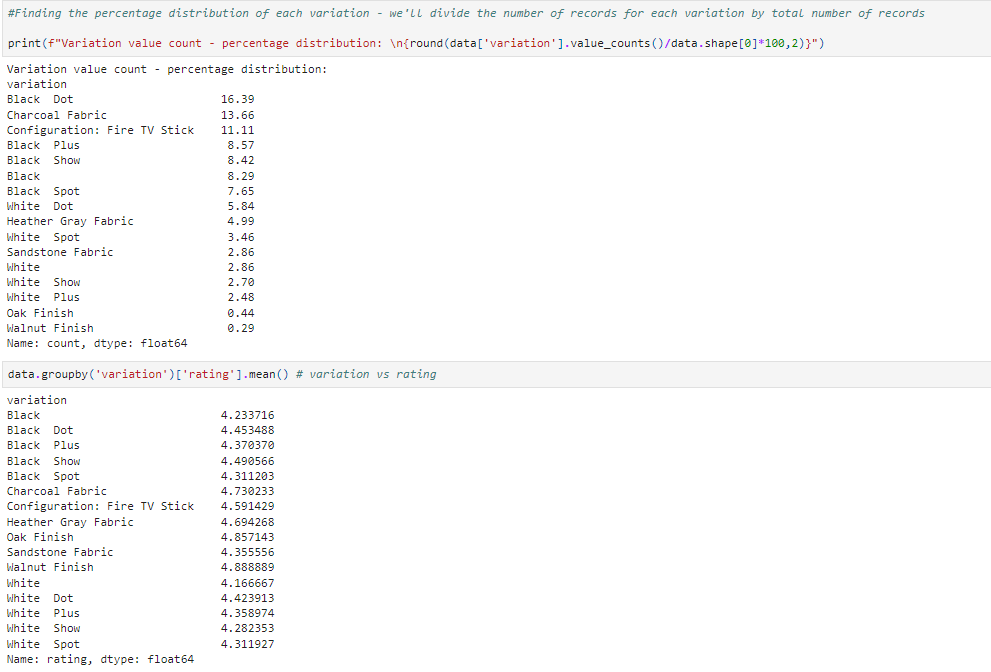 #Finding the percentage distribution of each variation - we'll divide the number of records for each variation by total number of records
print(f"Variation value count - percentage distribution: \n{round(data['variation'].value_counts()/data.shape[0]*100,2)}")
Variation value count - percentage distribution:
variation
Black  Dot                    16.39
Charcoal Fabric               13.66
Configuration: Fire TV Stick  11.11
Black  Plus                    8.57
Black  Show                    8.42
Black                          8.29
Black  Spot                    7.65
White  Dot                     5.84
Heather Gray Fabric            4.99
White  Spot                    3.46
Sandstone Fabric               2.86
White                          2.86
White  Show                    2.70
White  Plus                    2.48
Oak Finish                     0.44
Walnut Finish                  0.29
Name: count, dtype: float64
data.groupby('variation')['rating'].mean() # variation vs rating
variation
Black                         4.233716
Black  Dot                    4.453488
Black  Plus                   4.370370
Black  Show                   4.490566
Black  Spot                   4.311203
Charcoal Fabric               4.730233
Configuration: Fire TV Stick  4.591429
Heather Gray Fabric           4.694268
Oak Finish                    4.857143
Sandstone Fabric              4.355556
Walnut Finish                 4.888889
White                         4.166667
White  Dot                    4.423913
White  Plus                   4.358974
White  Show                   4.282353
White  Spot                   4.311927
Name: rating, dtype: float64